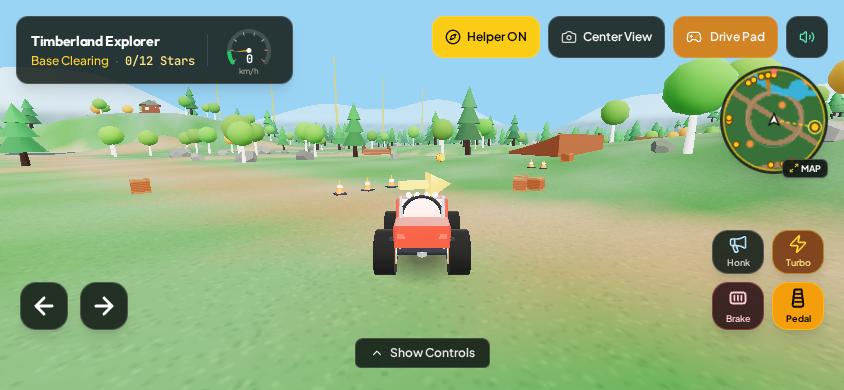 Timberland Explorer
Base Clearing · 0/12 Stars
0
km/h
Helper ON
Center View
Drive Pad
MAP
Honk
Turbo
Brake
Pedal
Show Controls